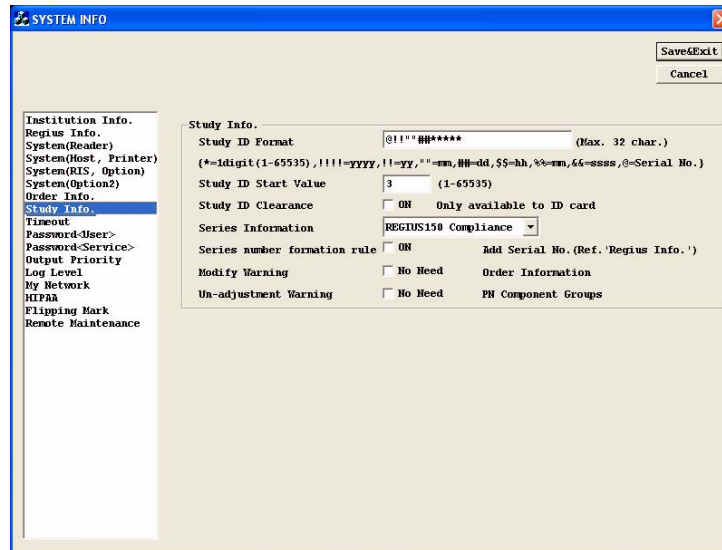 SYSTEM INFO
Save&Exit
Cancel
Institution Info.
Regius Info.
System(Reader)
System(Host, Printer)
System(RIS, Option)
System(Option2)
Order Info.
Study Info.
Timeout
Password<User>
Password<Service>
Output Priority
Log Level
My Network
HIPAA
Flipping Mark
Remote Maintenance
Study Info.
Study ID Format @!!""##***** (Max. 32 char.)
{*=1digit(1-65535),!!!!=yyyy,!!=yy,""=mm,##=dd,$$=hh,%%=mm,&&=ssss,@=Serial No.}
Study ID Start Value 3 (1-65535)
Study ID Clearance ON Only available to ID card
Series Information REGIUS150 Compliance
Series number formation rule ON Add Serial No.(Ref.'Regius Info.')
Modify Warning No Need Order Information
Un-adjustment Warning No Need PN Component Groups